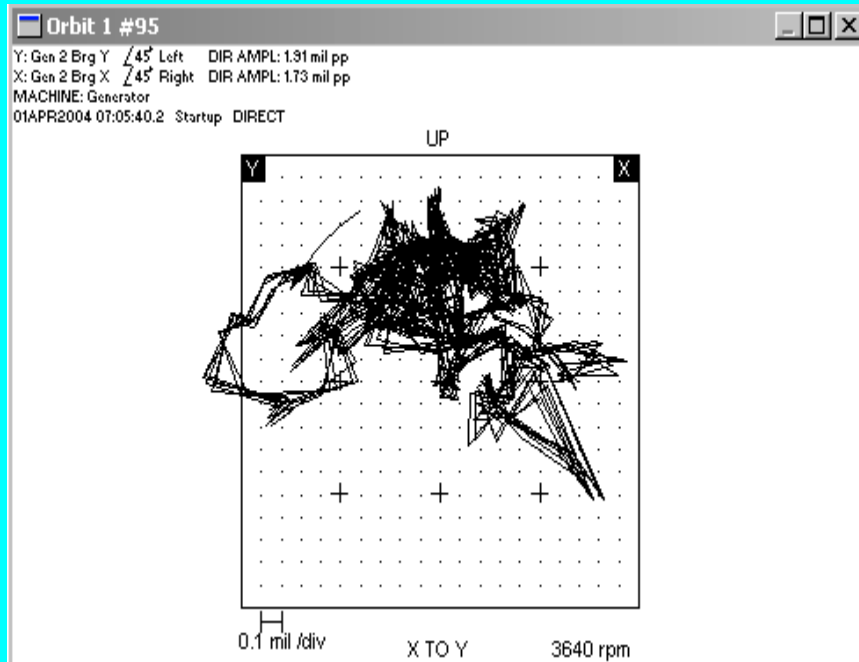 Orbit 1 #95
Y: Gen 2 Brg Y ∠45° Left DIR AMPL: 1.91 mil pp
X: Gen 2 Brg X ∠45° Right DIR AMPL: 1.73 mil pp
MACHINE: Generator
01APR2004 07:05:40.2 Startup DIRECT
UP
Y X
0.1 mil /div
X TO Y 3640 rpm